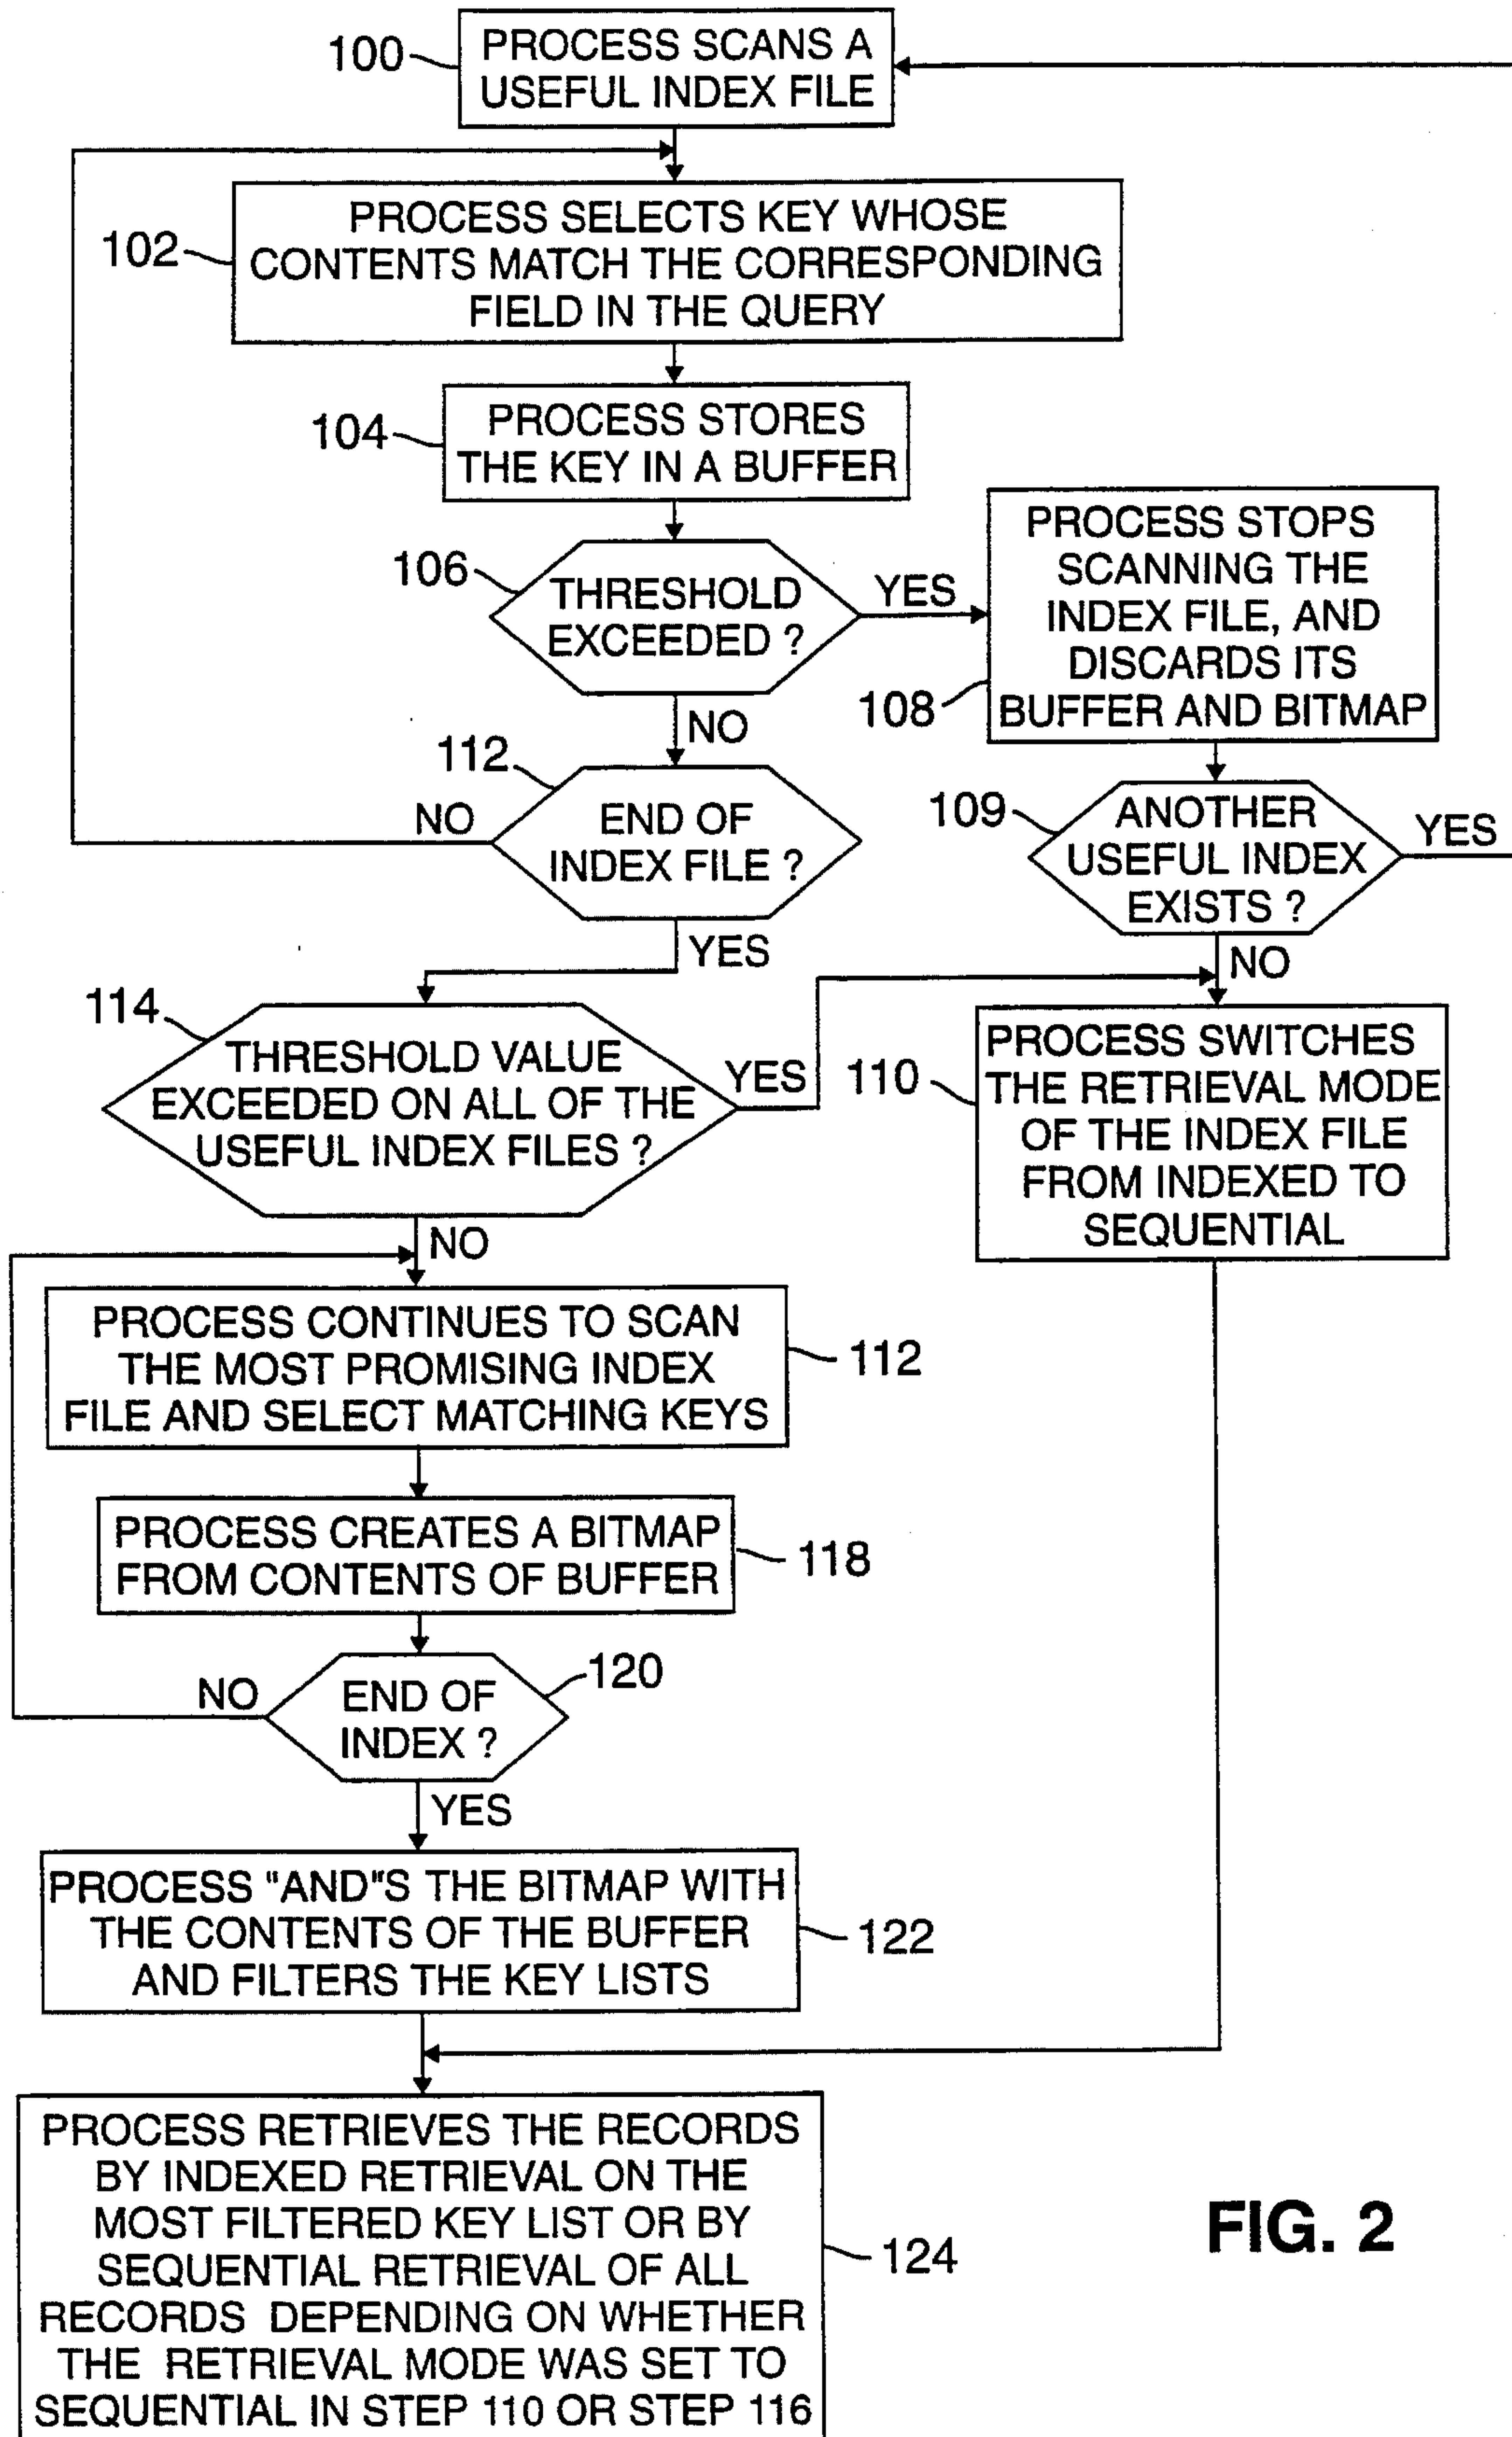 100
PROCESS SCANS A
USEFUL INDEX FILE
102
PROCESS SELECTS KEY WHOSE
CONTENTS MATCH THE CORRESPONDING
FIELD IN THE QUERY
104
PROCESS STORES
THE KEY IN A BUFFER
106
THRESHOLD
EXCEEDED ?
YES
NO
108
PROCESS STOPS
SCANNING THE
INDEX FILE, AND
DISCARDS ITS
BUFFER AND BITMAP
112
END OF
INDEX FILE ?
NO
YES
109
ANOTHER
USEFUL INDEX
EXISTS ?
YES
NO
114
THRESHOLD VALUE
EXCEEDED ON ALL OF THE
USEFUL INDEX FILES ?
YES
NO
110
PROCESS SWITCHES
THE RETRIEVAL MODE
OF THE INDEX FILE
FROM INDEXED TO
SEQUENTIAL
PROCESS CONTINUES TO SCAN
THE MOST PROMISING INDEX
FILE AND SELECT MATCHING KEYS
112
PROCESS CREATES A BITMAP
FROM CONTENTS OF BUFFER
118
END OF
INDEX ?
120
NO
YES
PROCESS "AND"S THE BITMAP WITH
THE CONTENTS OF THE BUFFER
AND FILTERS THE KEY LISTS
122
PROCESS RETRIEVES THE RECORDS
BY INDEXED RETRIEVAL ON THE
MOST FILTERED KEY LIST OR BY
SEQUENTIAL RETRIEVAL OF ALL
RECORDS DEPENDING ON WHETHER
THE RETRIEVAL MODE WAS SET TO
SEQUENTIAL IN STEP 110 OR STEP 116
124
FIG. 2